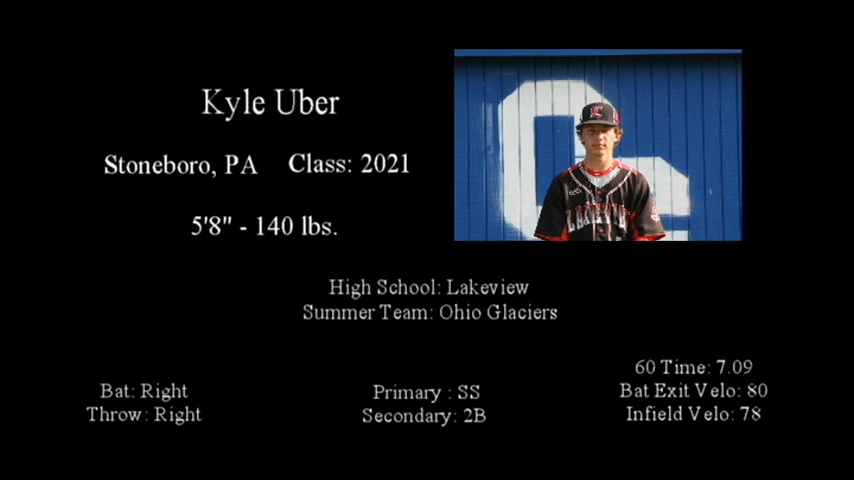 Kyle Uber
Stoneboro, PA Class: 2021
5'8" - 140 lbs.
High School: Lakeview
Summer Team: Ohio Glaciers
Bat: Right
Throw: Right
Primary : SS
Secondary: 2B
60 Time: 7.09
Bat Exit Velo: 80
Infield Velo: 78
L
LAKEVIEW